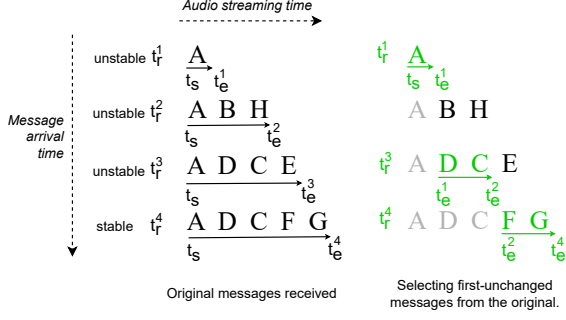 Audio streaming time
Message
arrival
time
unstable t_r^1 A
t_s t_e^1
unstable t_r^2 A B H
t_s t_e^2
unstable t_r^3 A D C E
t_s t_e^3
stable t_r^4 A D C F G
t_s t_e^4
Original messages received
t_r^1 A
t_s t_e^1
A B H
t_r^3 A D C E
t_e^1 t_e^2
t_r^4 A D C F G
t_e^2 t_e^4
Selecting first-unchanged
messages from the original.